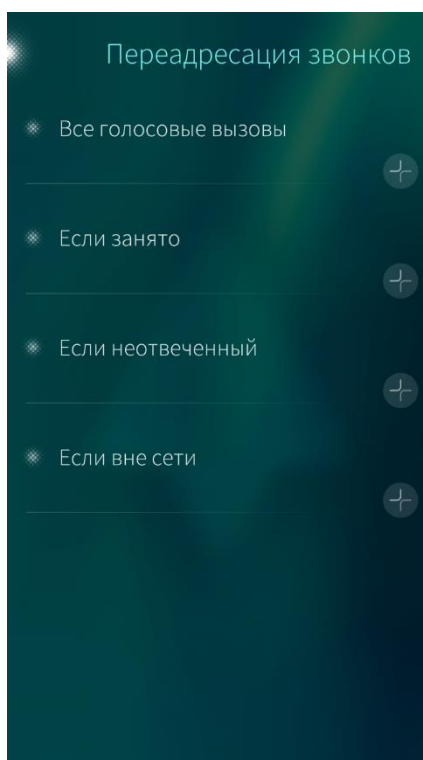 Переадресация звонков
Все голосовые вызовы
Если занято
Если неотвеченный
Если вне сети